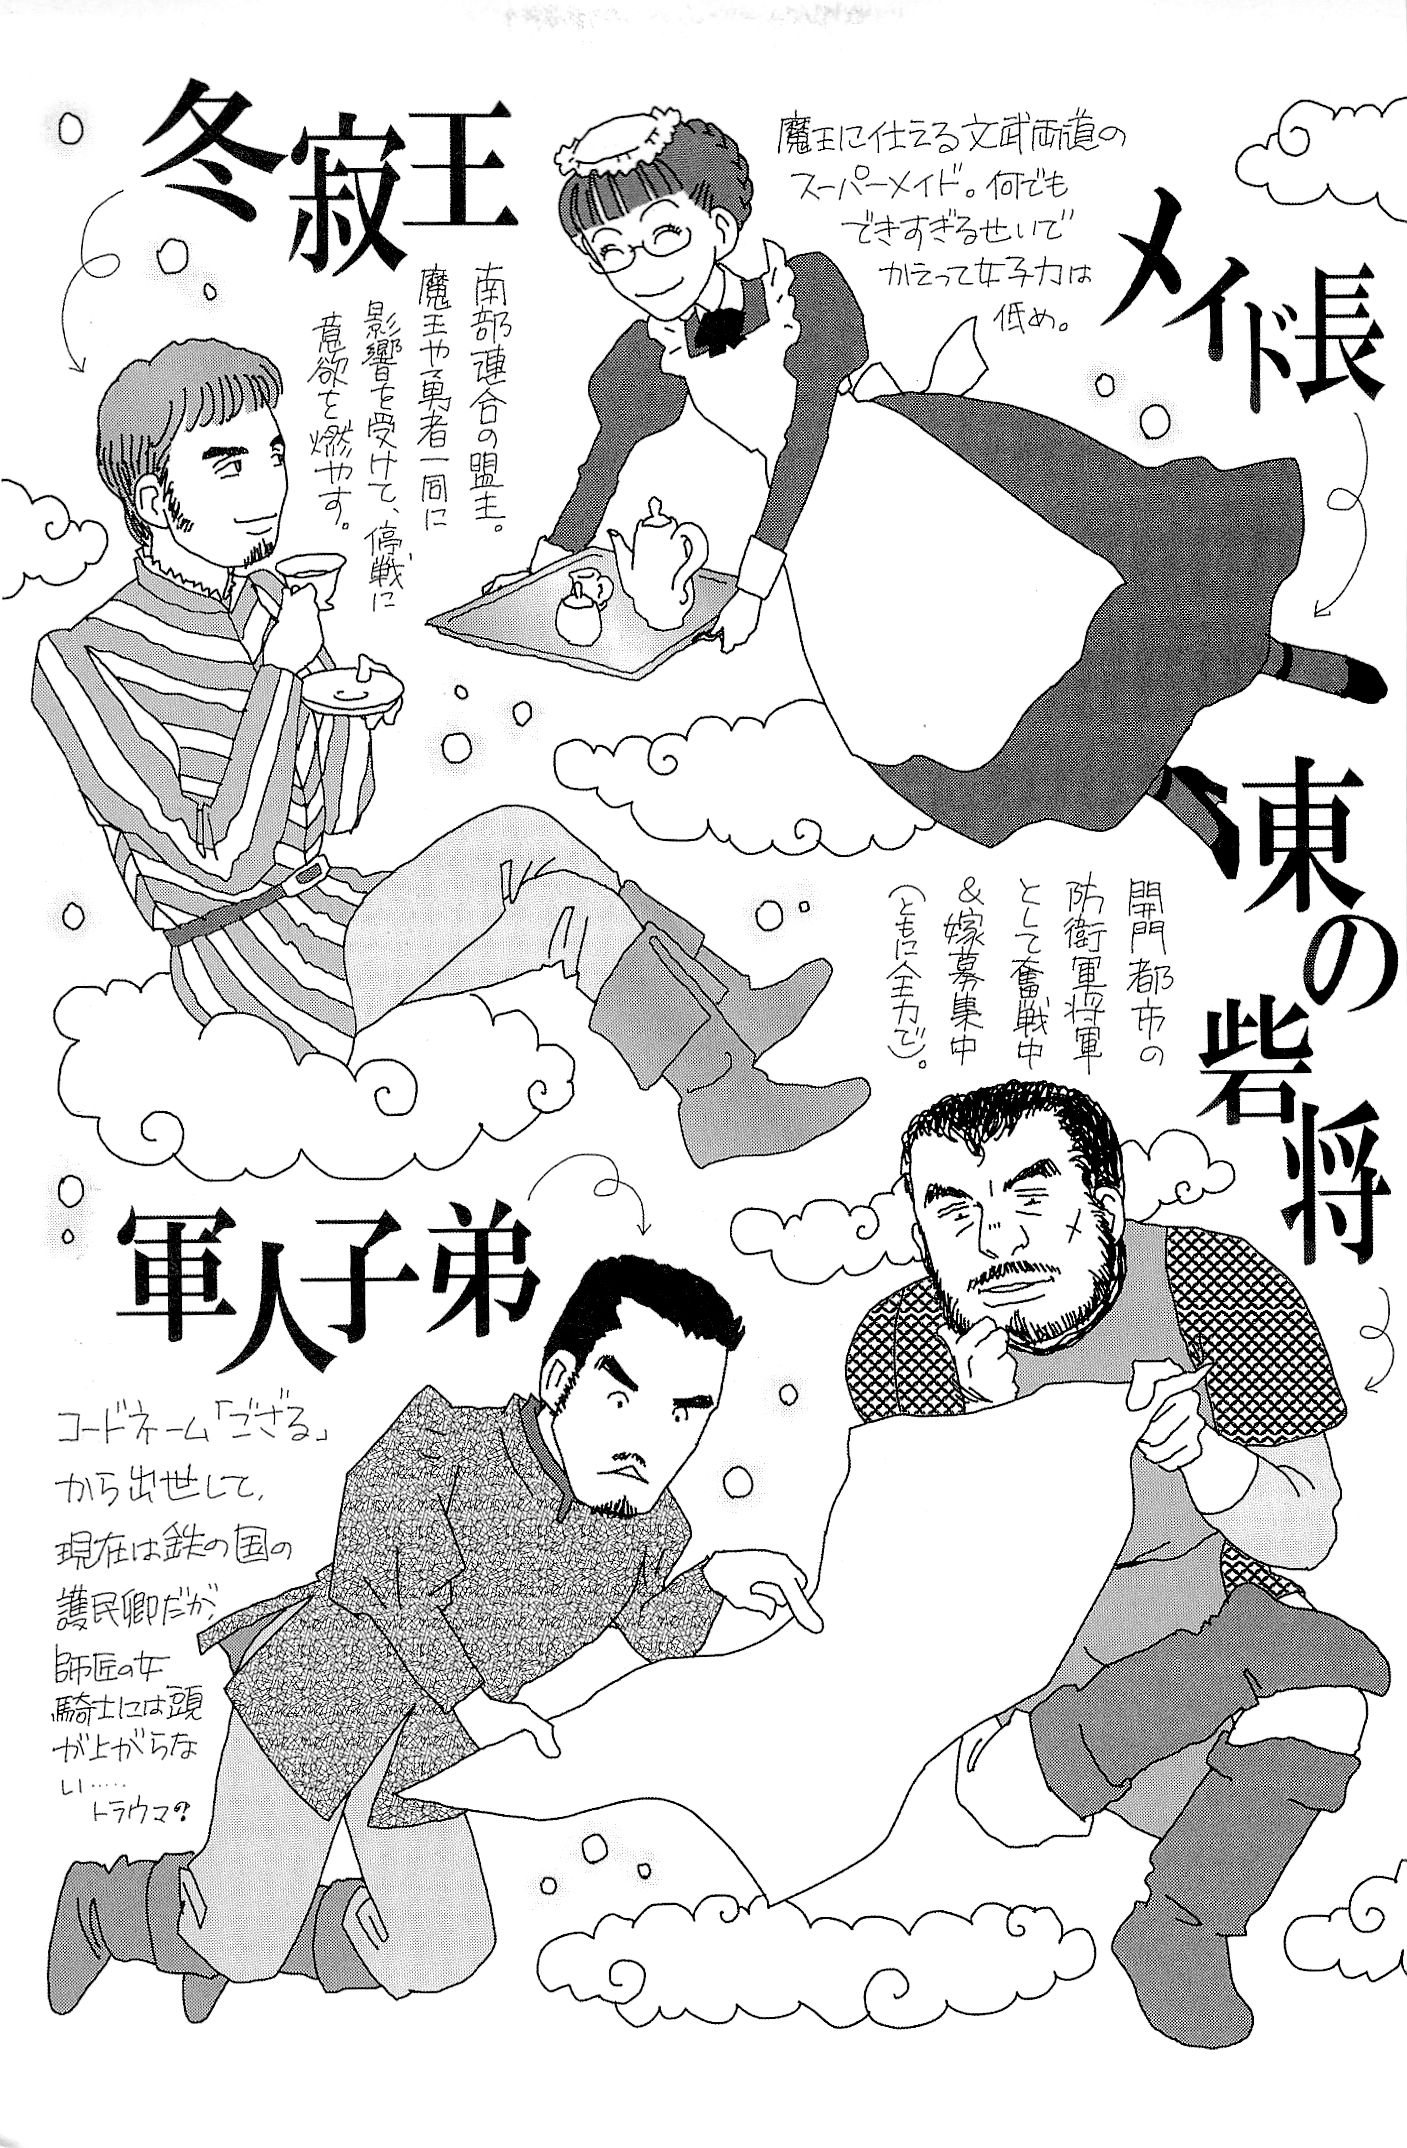 冬寂王
南部連合の盟主。
魔王や勇者一同に
影響を受けて、停戦に
意欲を燃やす。
メイド長
魔王に仕える文武両道の
スーパーメイド。何でも
できすぎるせいで
かえって女子力は
低め。
東の砦将
開門都市の
防衛軍将軍
として奮戦中
&嫁募集中
(ともに全力で)。
軍人子弟
コードネーム「ござる」
から出世して、
現在は鉄の国の
護民卿だが、
師匠の女
騎士には頭
が上がらな
い……
トラウマ?